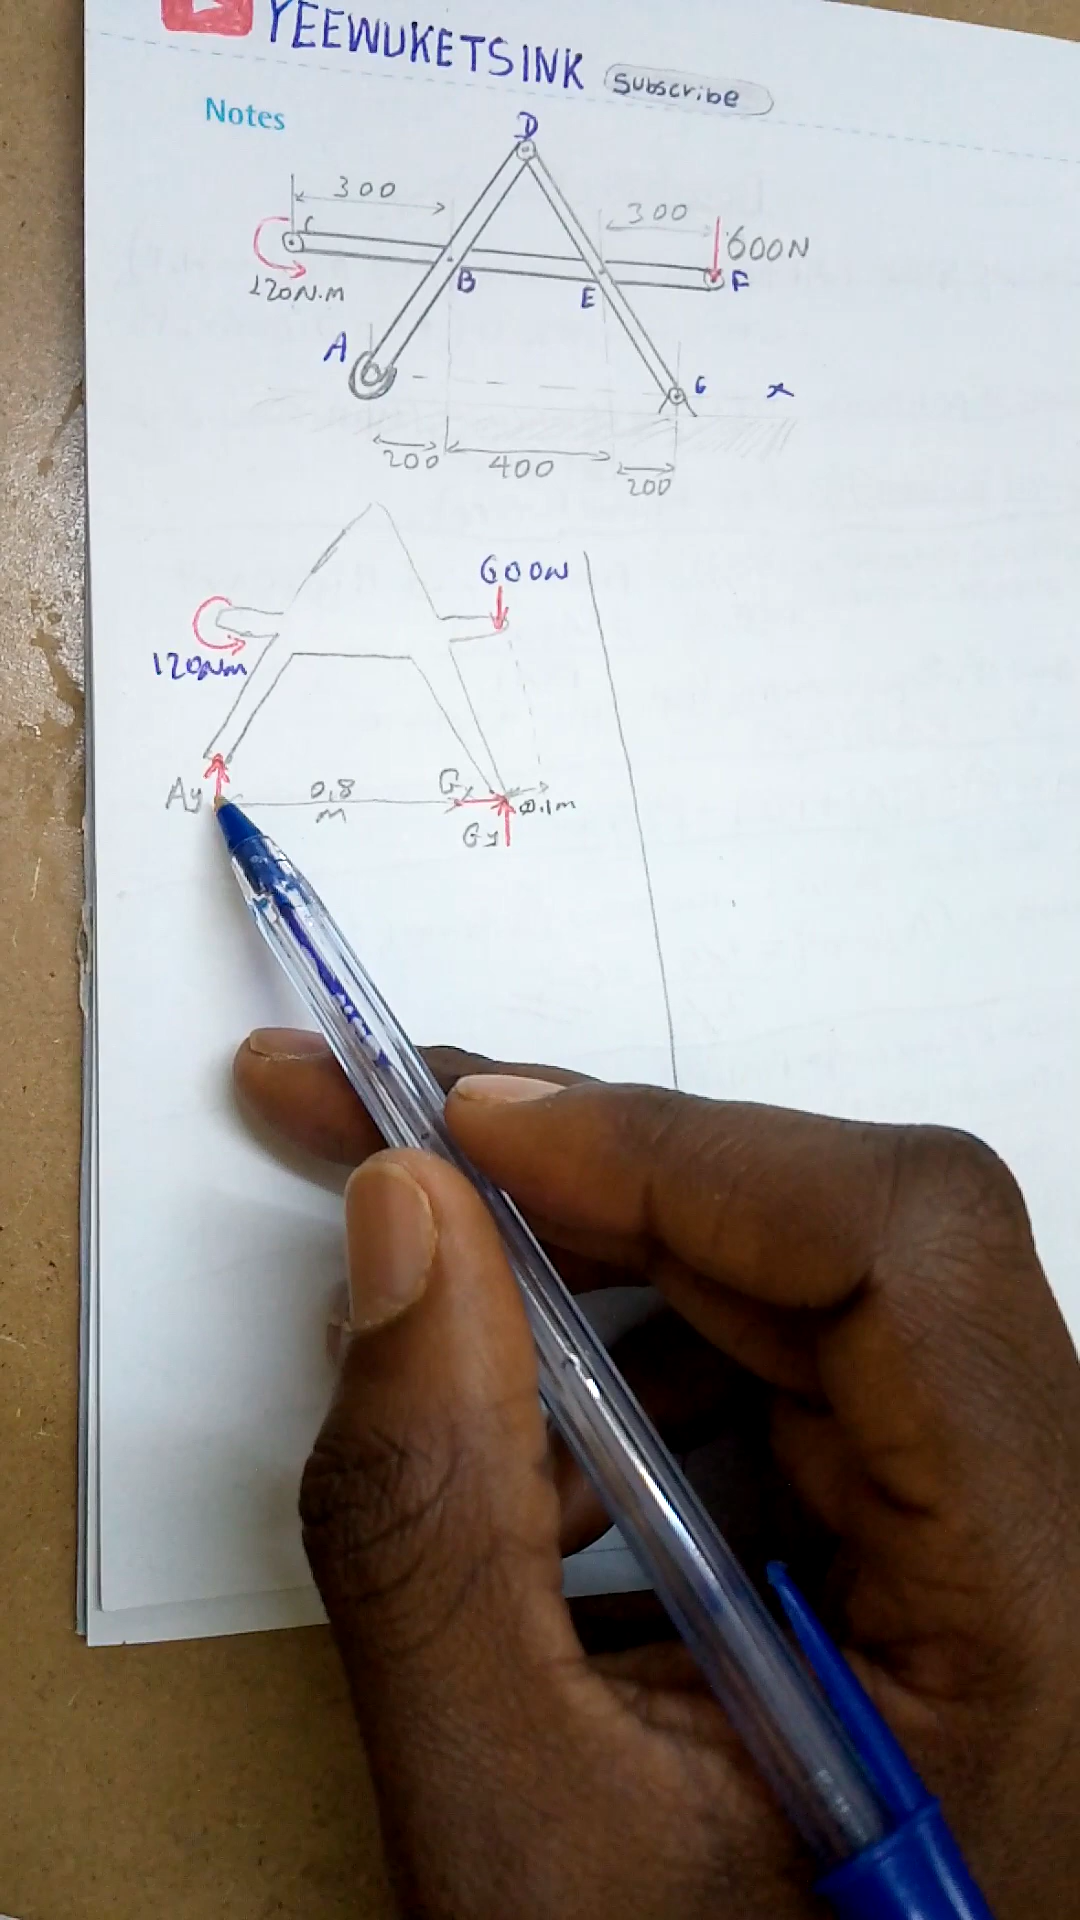 YEEWUKETSINK Subscribe
Notes
D
300
300
C
600N
B
E
F
120N.m
A
G
x
200
400
200
600N
120Nm
Ay
0,8
m
Gx
0.1m
Gy